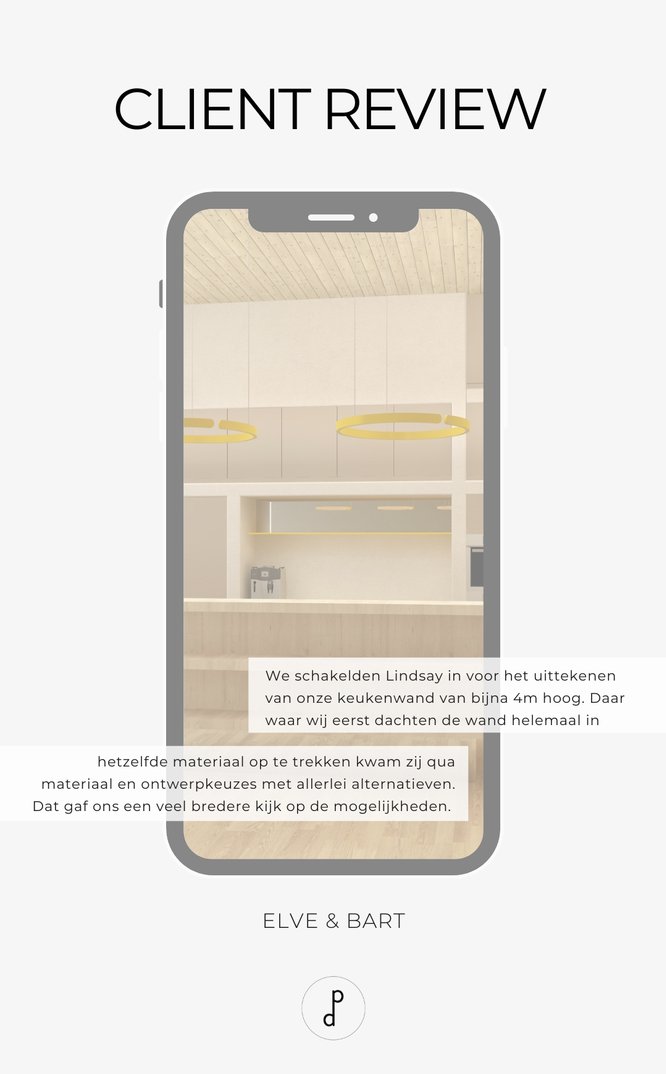 CLIENT REVIEW
We schakelden Lindsay in voor het uittekenen
van onze keukenwand van bijna 4m hoog. Daar
waar wij eerst dachten de wand helemaal in
hetzelfde materiaal op te trekken kwam zij qua
materiaal en ontwerpkeuzes met allerlei alternatieven.
Dat gaf ons een veel bredere kijk op de mogelijkheden.
ELVE & BART
dp